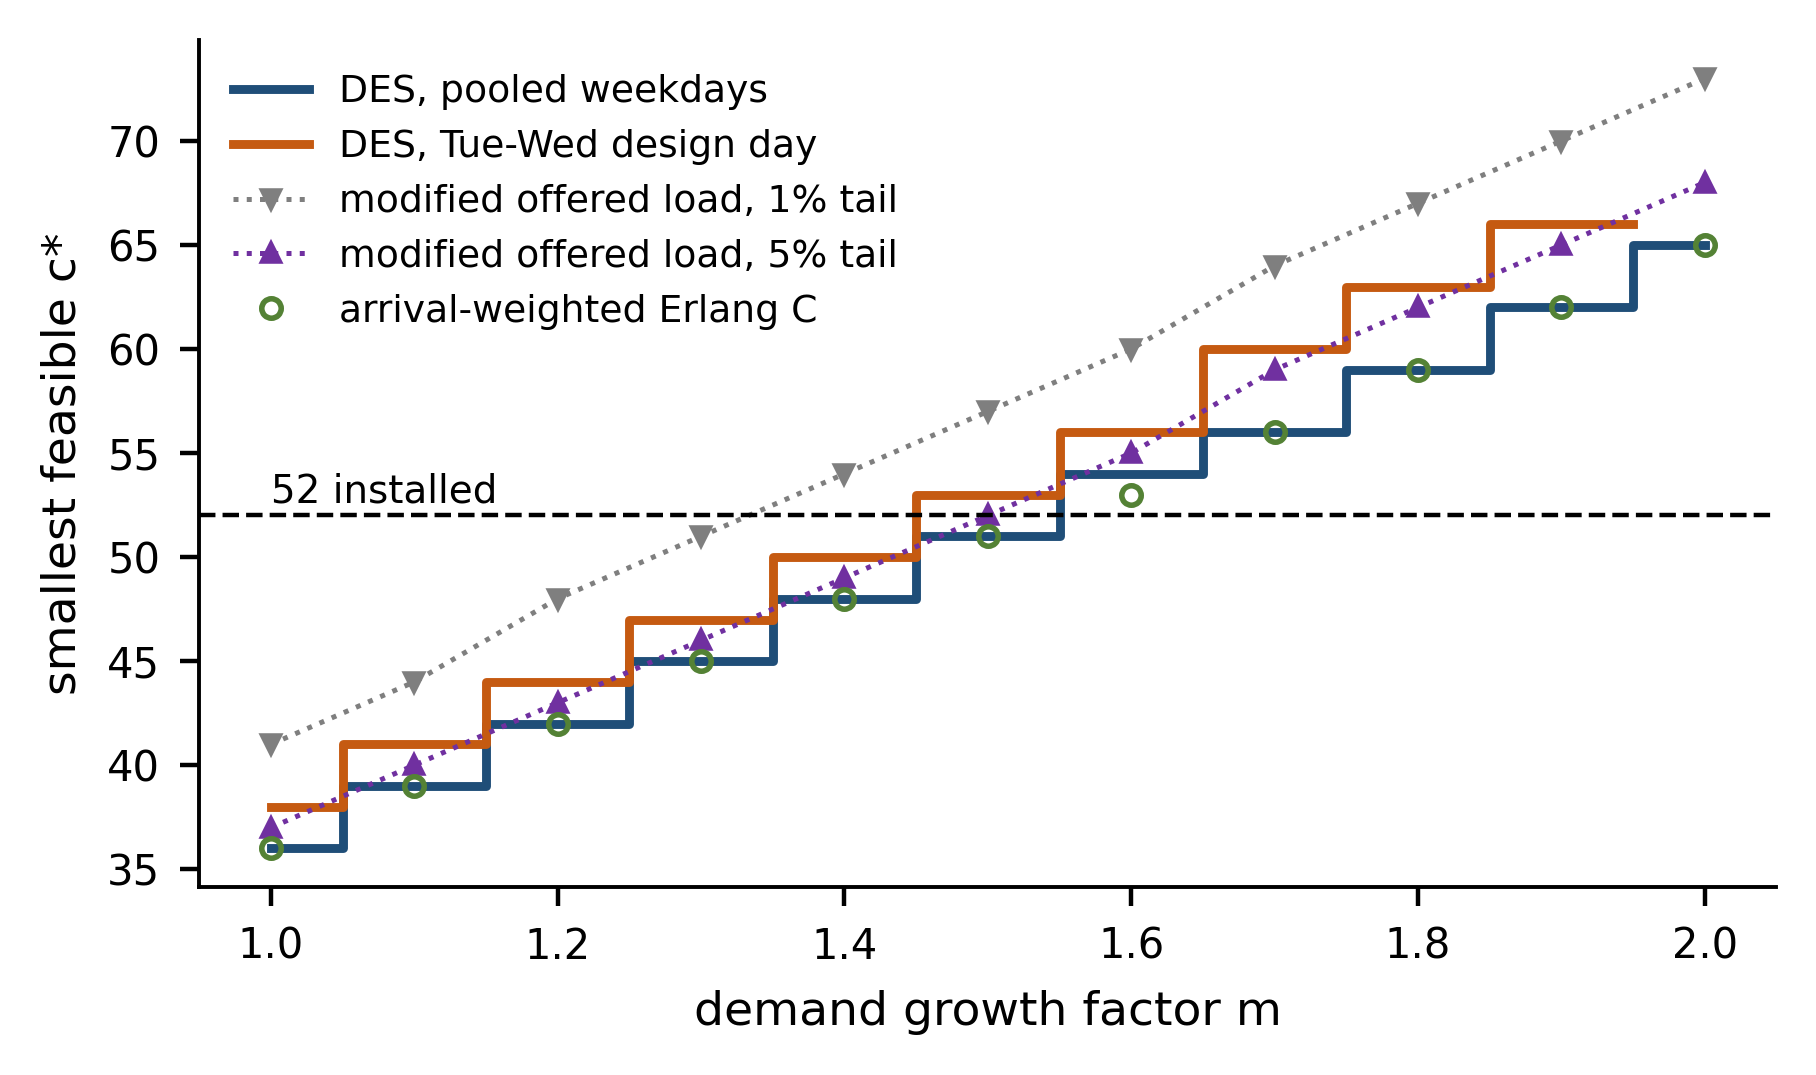 DES, pooled weekdays
DES, Tue-Wed design day
modified offered load, 1% tail
modified offered load, 5% tail
arrival-weighted Erlang C
52 installed
smallest feasible c*
70
65
60
55
50
45
40
35
1.0 1.2 1.4 1.6 1.8 2.0
demand growth factor m